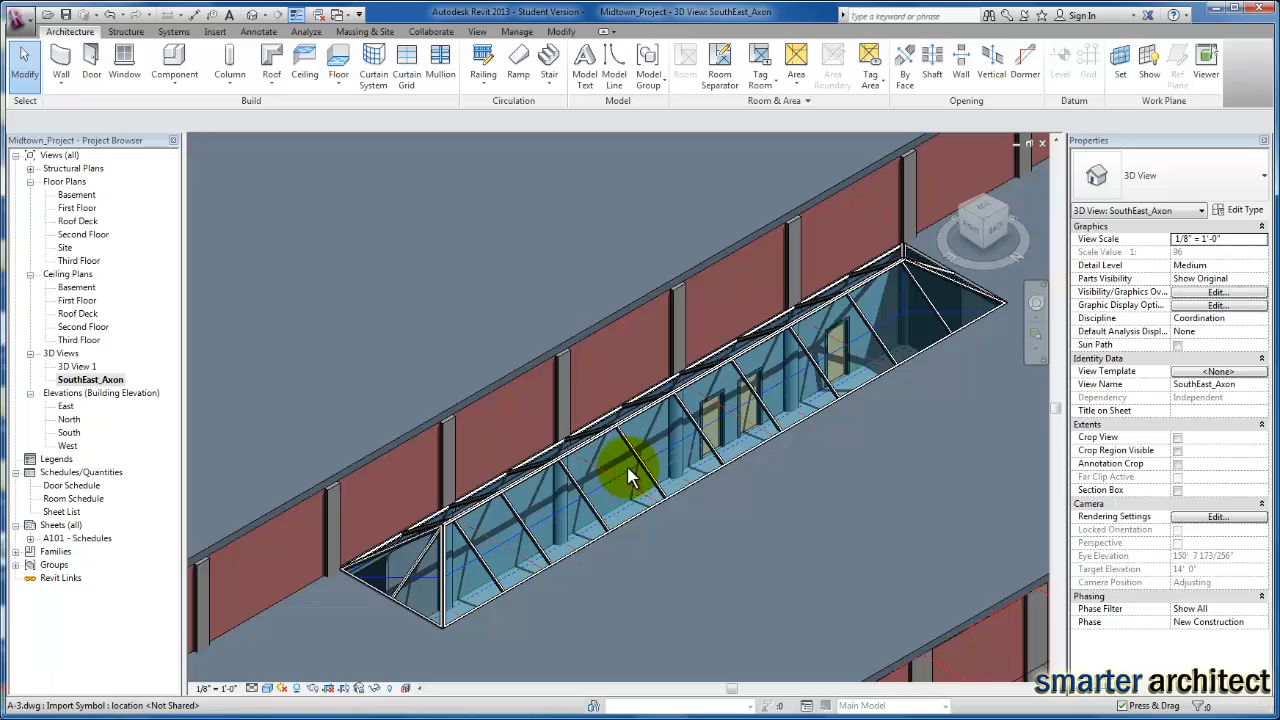 Autodesk Revit 2013 - Student Version - Midtown_Project - 3D View: SouthEast_Axon
Type a keyword or phrase
Sign In
Architecture Structure Systems Insert Annotate Analyze Massing & Site Collaborate View Manage Modify
Modify Wall Door Window Component Column Roof Ceiling Floor Curtain System Curtain Grid Mullion Railing Ramp Stair Model Text Model Line Model Group Room Room Separator Tag Room Area Area Boundary Tag Area By Face Shaft Wall Vertical Dormer Level Grid Set Show Ref Plane Viewer
Select Build Circulation Model Room & Area Opening Datum Work Plane
Midtown_Project - Project Browser
Views (all)
Structural Plans
Floor Plans
Basement
First Floor
Roof Deck
Second Floor
Site
Third Floor
Ceiling Plans
Basement
First Floor
Roof Deck
Second Floor
Third Floor
3D Views
3D View 1
SouthEast_Axon
Elevations (Building Elevation)
East
North
South
West
Legends
Schedules/Quantities
Door Schedule
Room Schedule
Sheet List
Sheets (all)
A101 - Schedules
Families
Groups
Revit Links
Properties
3D View
3D View: SouthEast_Axon Edit Type
Graphics
View Scale 1/8" = 1'-0"
Scale Value 1: 96
Detail Level Medium
Parts Visibility Show Original
Visibility/Graphics Ov... Edit...
Graphic Display Opti... Edit...
Discipline Coordination
Default Analysis Displ... None
Sun Path
Identity Data
View Template <None>
View Name SouthEast_Axon
Dependency Independent
Title on Sheet
Extents
Crop View
Crop Region Visible
Annotation Crop
Far Clip Active
Section Box
Camera
Rendering Settings Edit...
Locked Orientation
Perspective
Eye Elevation 150' 7 173/256"
Target Elevation 14' 0"
Camera Position Adjusting
Phasing
Phase Filter Show All
Phase New Construction
smarter architect
1/8" = 1'-0"
A-3.dwg : Import Symbol : location <Not Shared>
:0 Main Model Press & Drag :0